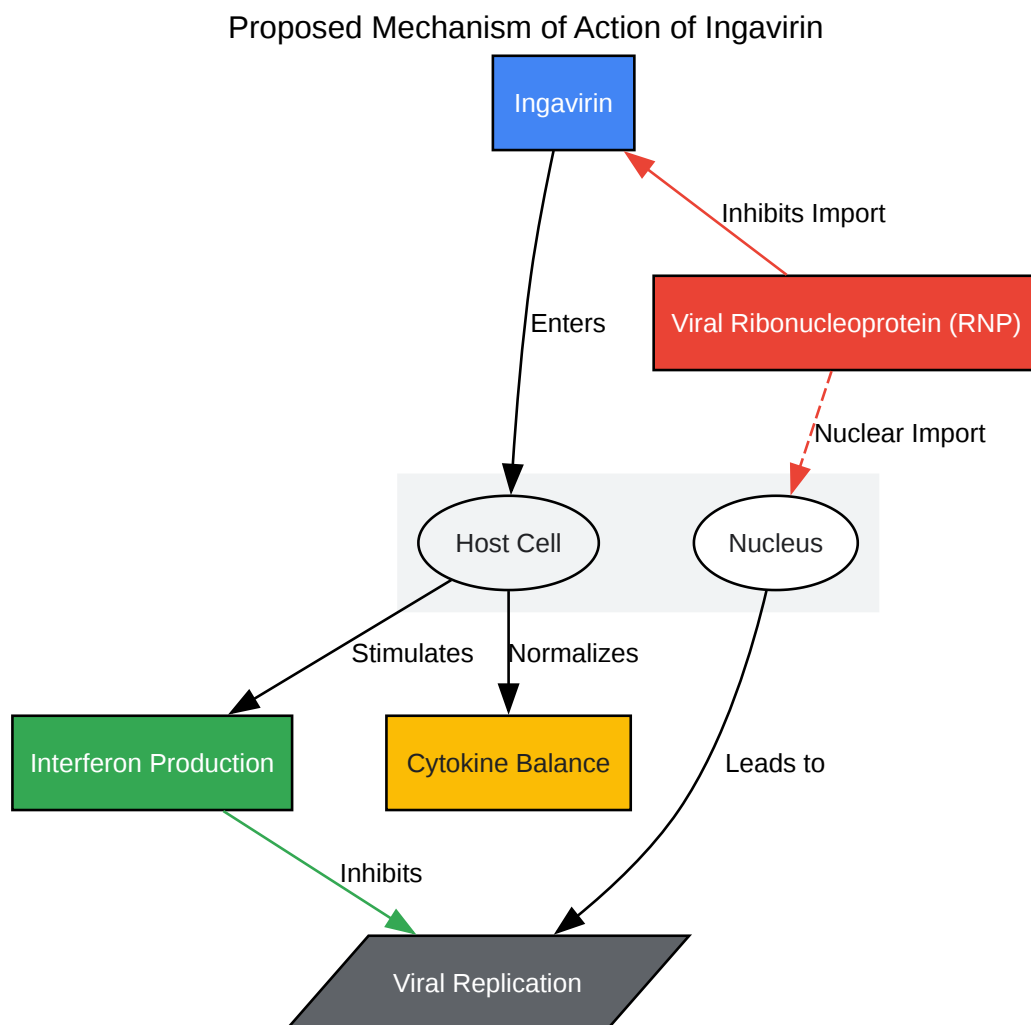 Proposed Mechanism of Action of Ingavirin
Ingavirin
Inhibits Import
Enters
Viral Ribonucleoprotein (RNP)
Nuclear Import
Host Cell
Nucleus
Stimulates
Normalizes
Interferon Production
Cytokine Balance
Leads to
Inhibits
Viral Replication